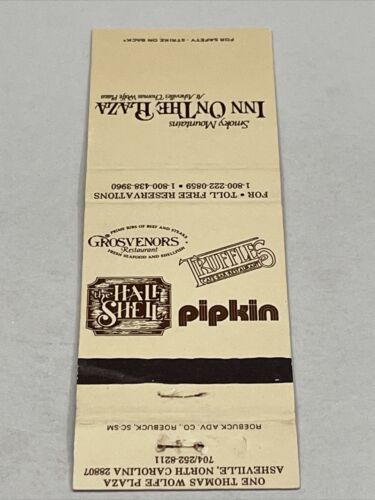 FOR SAFETY - STRIKE ON BACK
Smoky Mountains
INN ON THE PLAZA
At Asheville's Thomas Wolfe Plaza
FOR • TOLL FREE RESERVATIONS
1-800-222-0859 • 1-800-438-3960
PRIME RIBS OF BEEF AND STEAKS
GROSVENORS
Restaurant
FRESH SEAFOOD AND SHELLFISH
TRUFFLES
CAFE BAR RESTAURANT
the HALF
SHELL
pipkin
ROEBUCK ADV. CO., ROEBUCK, SC-SM
ONE THOMAS WOLFE PLAZA
ASHEVILLE, NORTH CAROLINA 28807
704/252-8211